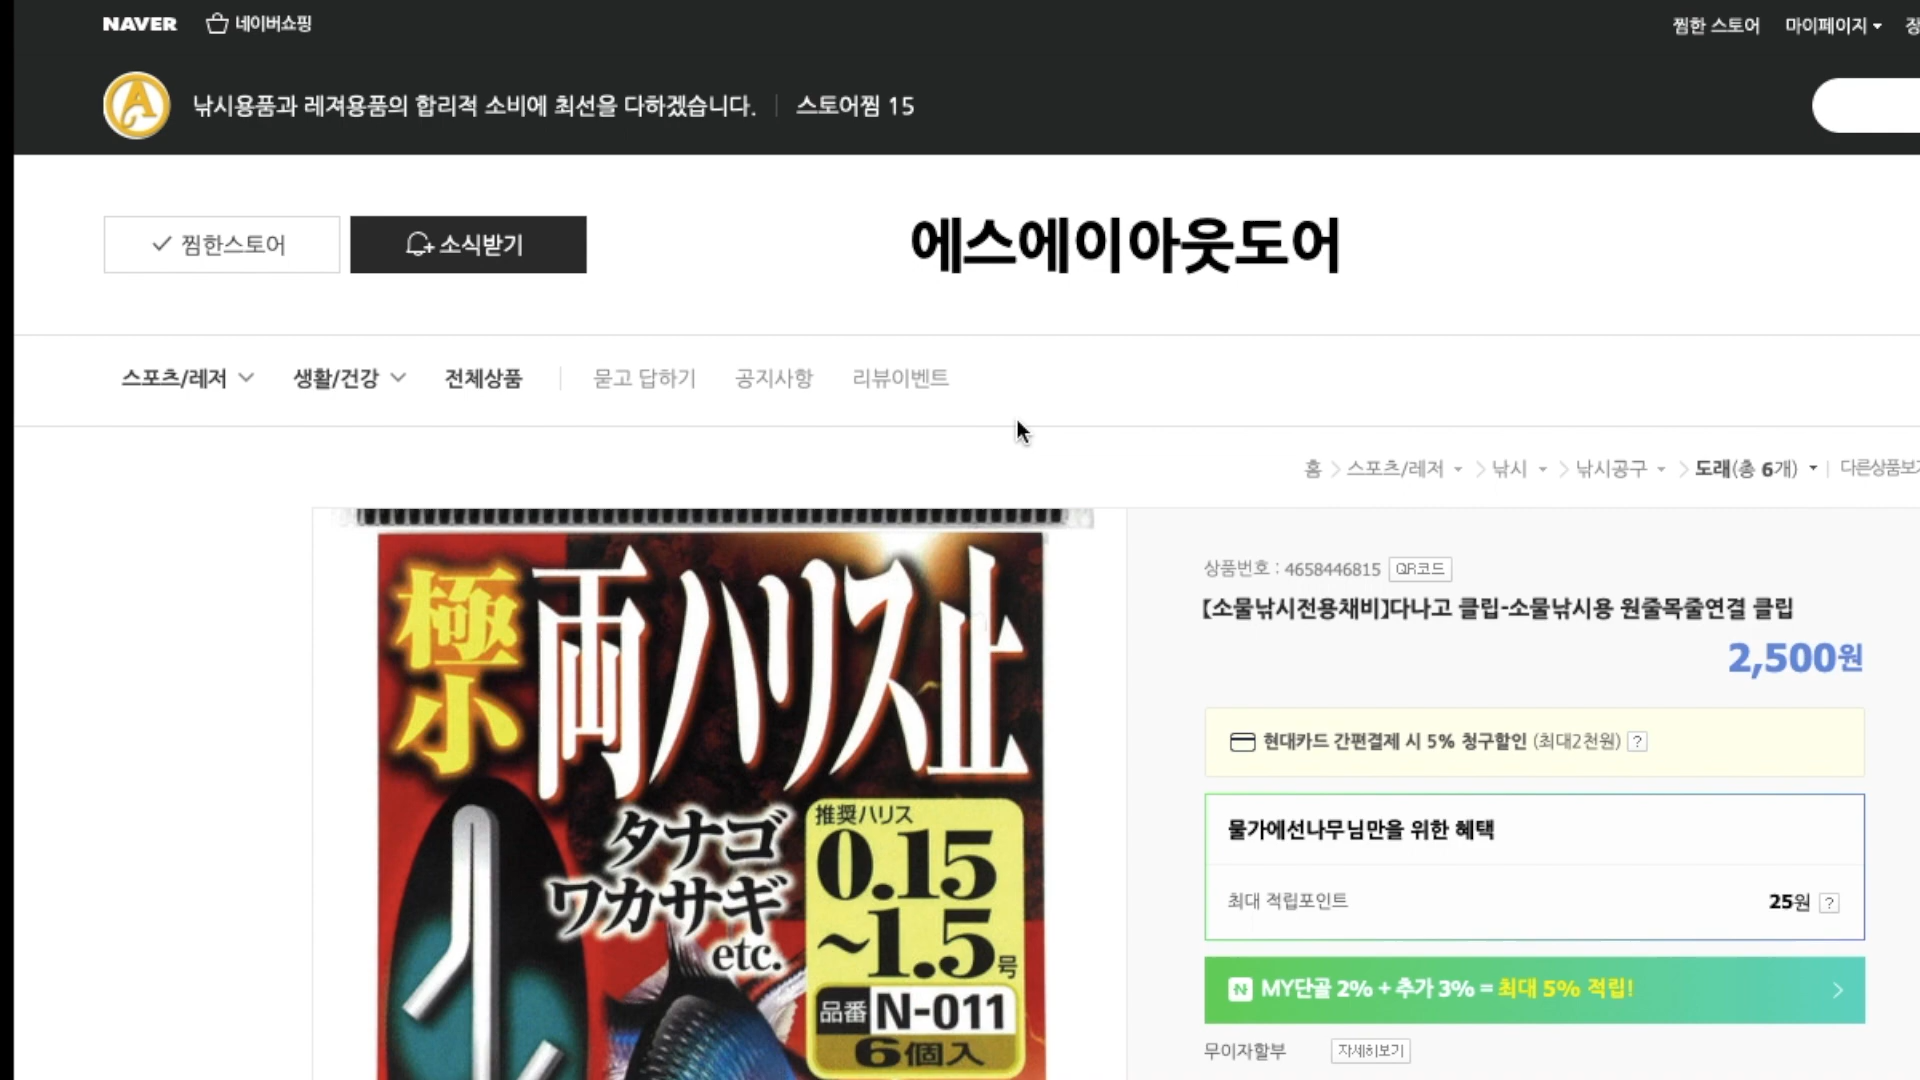 NAVER 네이버쇼핑
찜한 스토어 마이페이지
낚시용품과 레져용품의 합리적 소비에 최선을 다하겠습니다. 스토어찜 15
찜한스토어 소식받기
에스에이아웃도어
스포츠/레저 생활/건강 전체상품 묻고 답하기 공지사항 리뷰이벤트
홈 > 스포츠/레저 > 낚시 > 낚시공구 > 도래(총 6개) 다른상품보기
極小
両ハリス止
タナゴ
ワカサギ
etc.
推奨ハリス
0.15
~1.5号
品番 N-011
6個入
상품번호 : 4658446815 QR코드
【소물낚시전용채비】다나고 클립-소물낚시용 원줄목줄연결 클립
2,500원
현대카드 간편결제 시 5% 청구할인 (최대2천원) ?
물가에선나무님만을 위한 혜택
최대 적립포인트 25원 ?
MY단골 2% + 추가 3% = 최대 5% 적립!
무이자할부 자세히보기